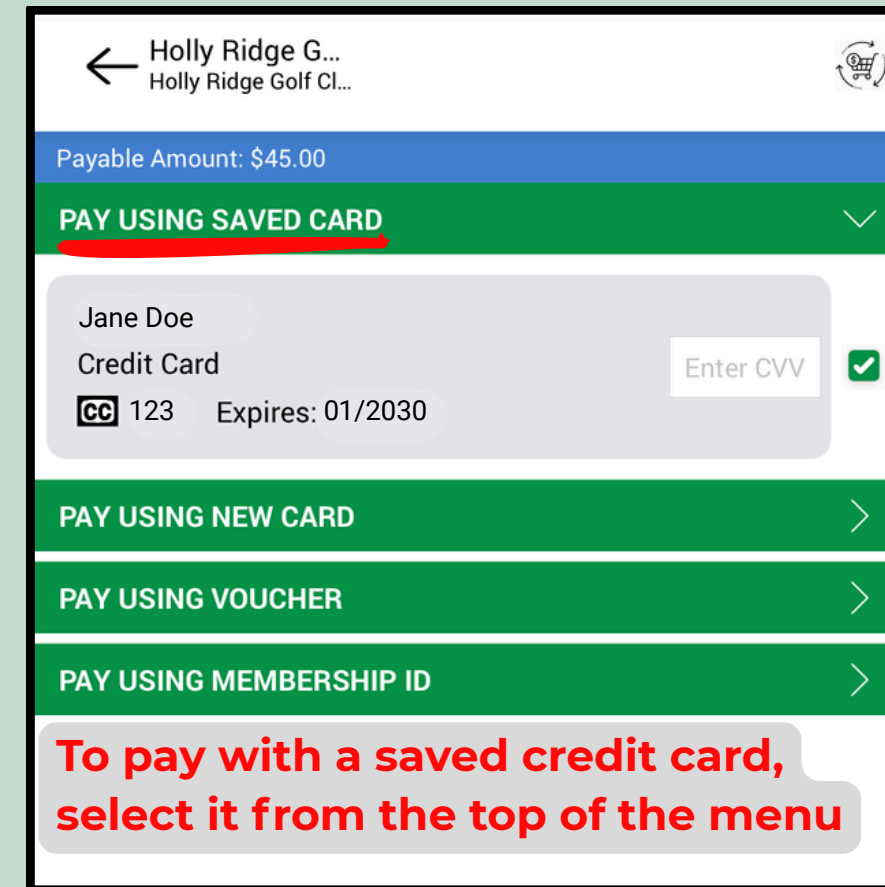 Holly Ridge G...
Holly Ridge Golf Cl...
Payable Amount: $45.00
PAY USING SAVED CARD
Jane Doe
Credit Card
Enter CVV
CC 123 Expires: 01/2030
PAY USING NEW CARD
PAY USING VOUCHER
PAY USING MEMBERSHIP ID
To pay with a saved credit card,
select it from the top of the menu